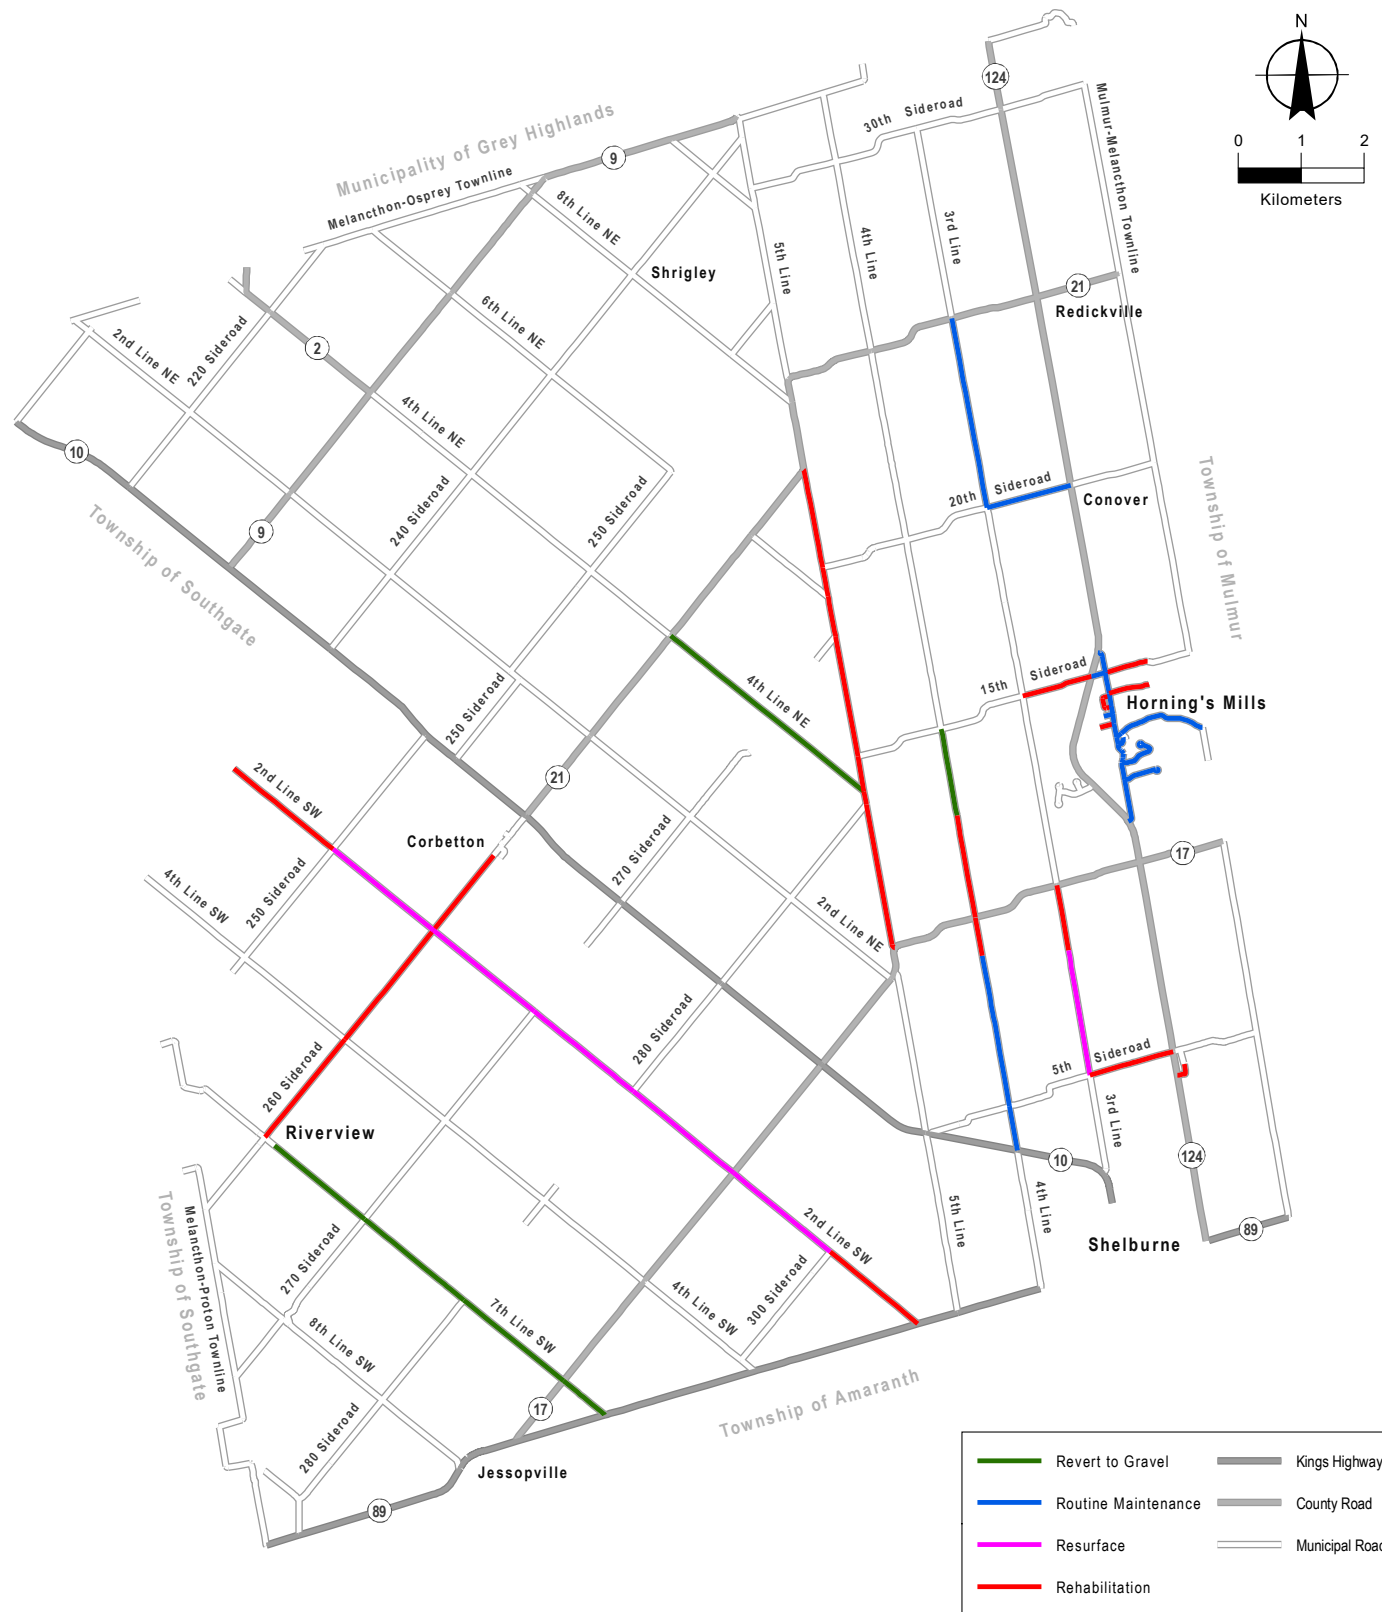 N
0 1 2
Kilometers
124
30th Sideroad
Mulmur-Melancthon Townline
Municipality of Grey Highlands
9
Melancthon-Osprey Townline
8th Line NE
3rd Line
4th Line
5th Line
Shrigley
21
Redickville
6th Line NE
2
220 Sideroad
2nd Line NE
4th Line NE
10
Township of Southgate
9
240 Sideroad
250 Sideroad
20th Sideroad
Conover
Township of Mulmur
15th Sideroad
Horning's Mills
4th Line NE
250 Sideroad
21
2nd Line SW
Corbetton
270 Sideroad
17
4th Line SW
250 Sideroad
2nd Line NE
280 Sideroad
5th Sideroad
260 Sideroad
Riverview
3rd Line
10
124
4th Line
5th Line
89
Shelburne
Melancthon-Proton Townline
Township of Southgate
270 Sideroad
2nd Line SW
300 Sideroad
4th Line SW
7th Line SW
8th Line SW
280 Sideroad
17
Township of Amaranth
Jessopville
89
Revert to Gravel
Kings Highway
Routine Maintenance
County Road
Resurface
Municipal Road
Rehabilitation